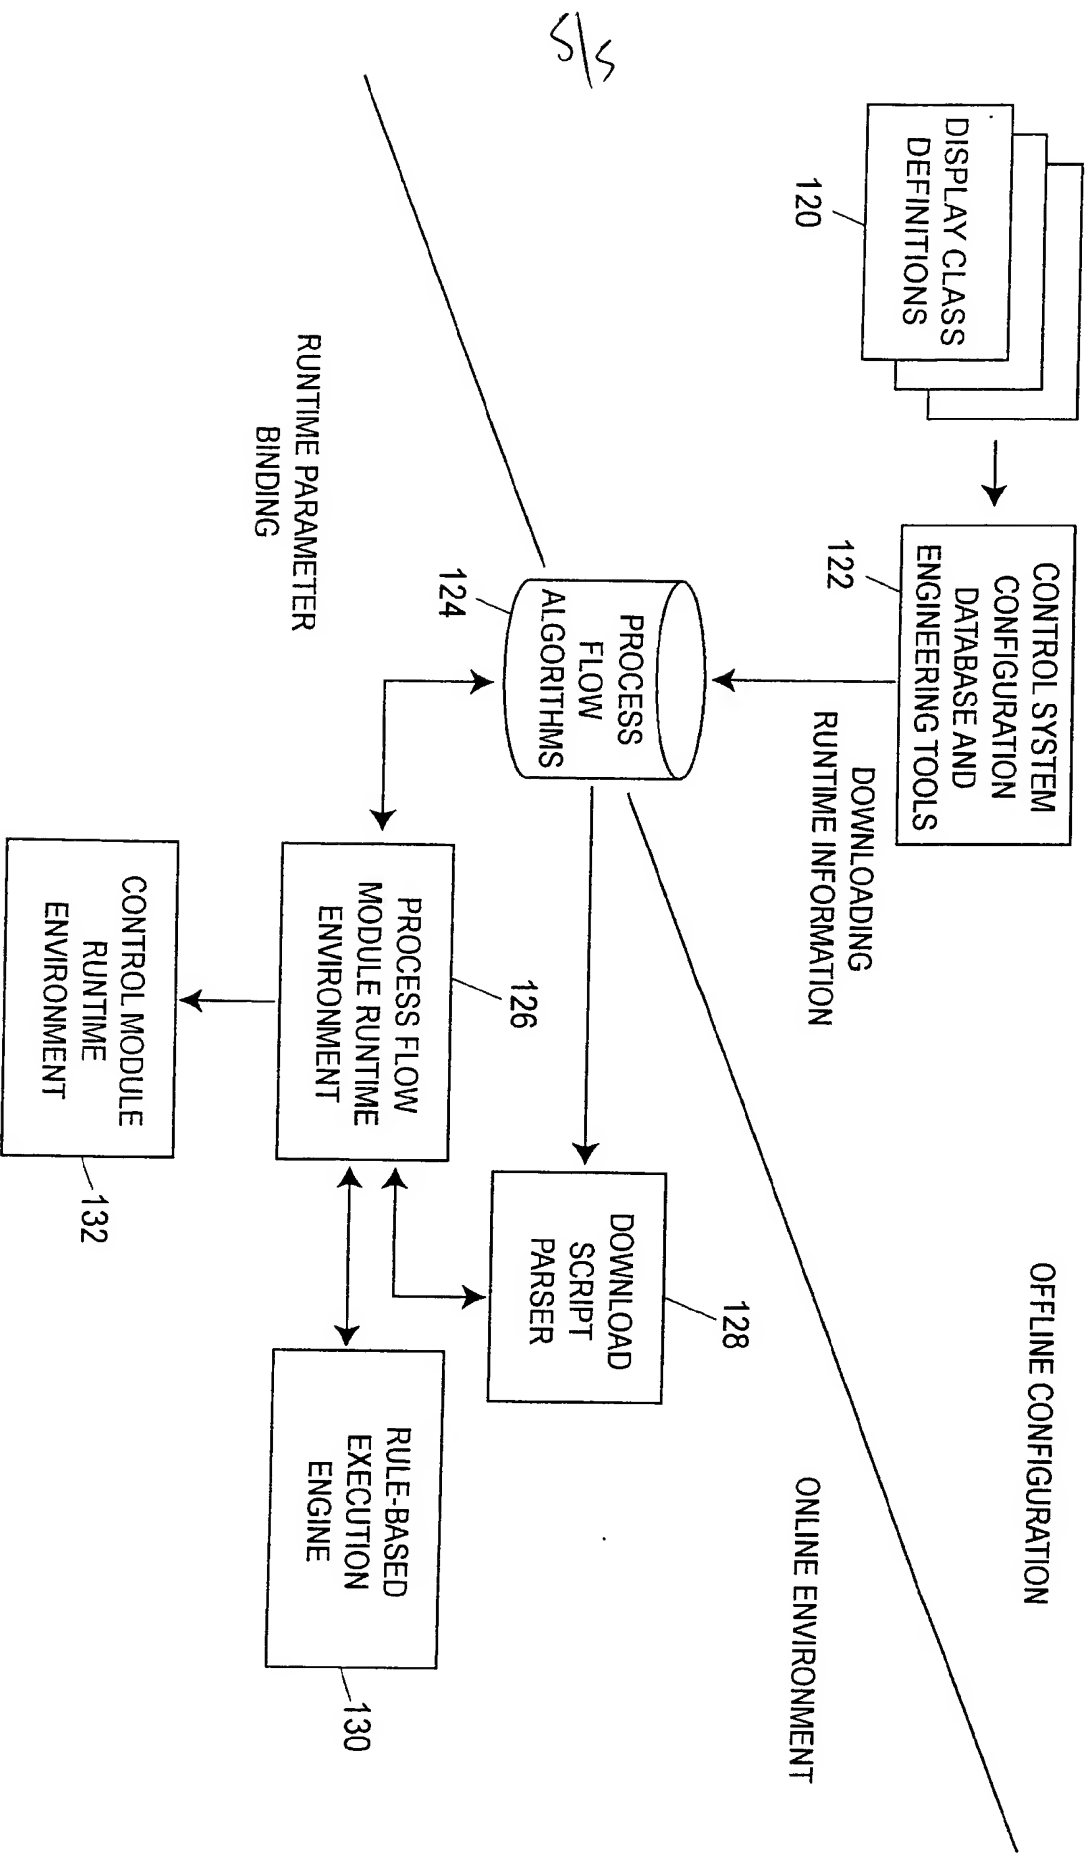 5/5
DISPLAY CLASS
DEFINITIONS
120
CONTROL SYSTEM
CONFIGURATION
DATABASE AND
ENGINEERING TOOLS
122
OFFLINE CONFIGURATION
DOWNLOADING
RUNTIME INFORMATION
ONLINE ENVIRONMENT
PROCESS
FLOW
ALGORITHMS
124
128
DOWNLOAD
SCRIPT
PARSER
RUNTIME PARAMETER
BINDING
126
PROCESS FLOW
MODULE RUNTIME
ENVIRONMENT
RULE-BASED
EXECUTION
ENGINE
130
CONTROL MODULE
RUNTIME
ENVIRONMENT
132